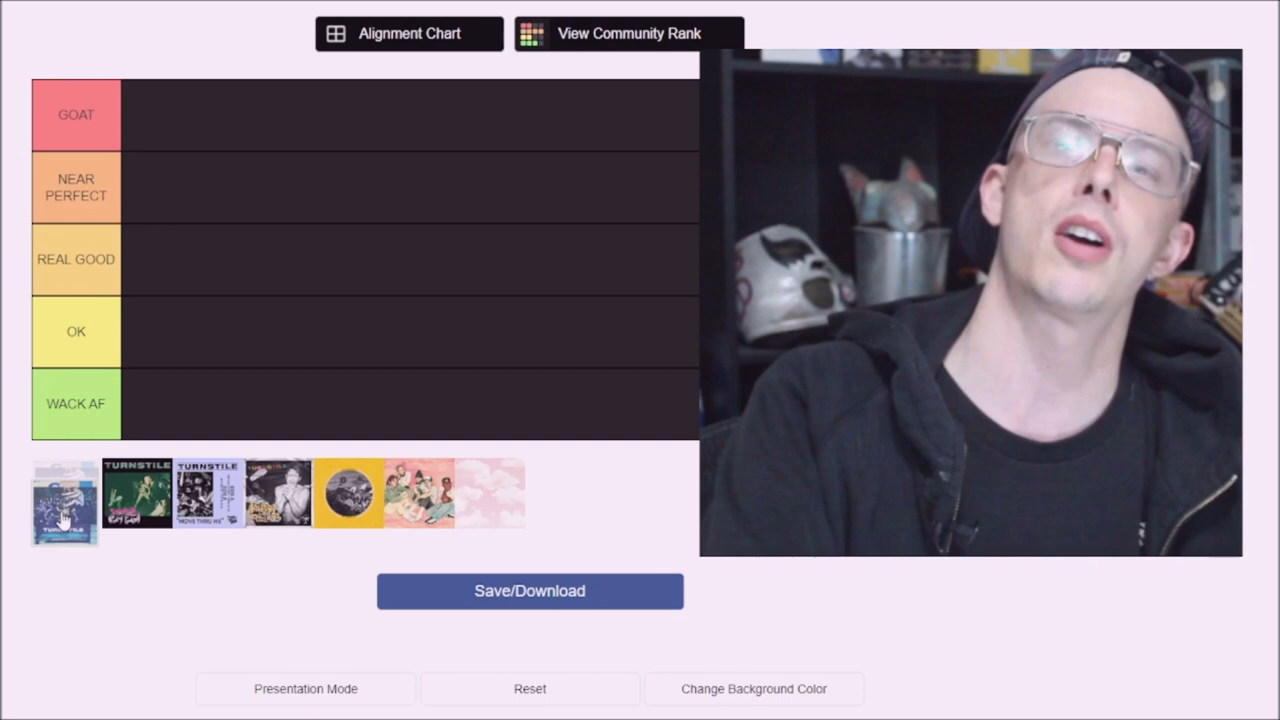 Alignment Chart
View Community Rank
GOAT
NEAR
PERFECT
REAL GOOD
OK
WACK AF
TURNSTILE
TURNSTILE
"MOVE THRU ME"
Save/Download
Presentation Mode
Reset
Change Background Color